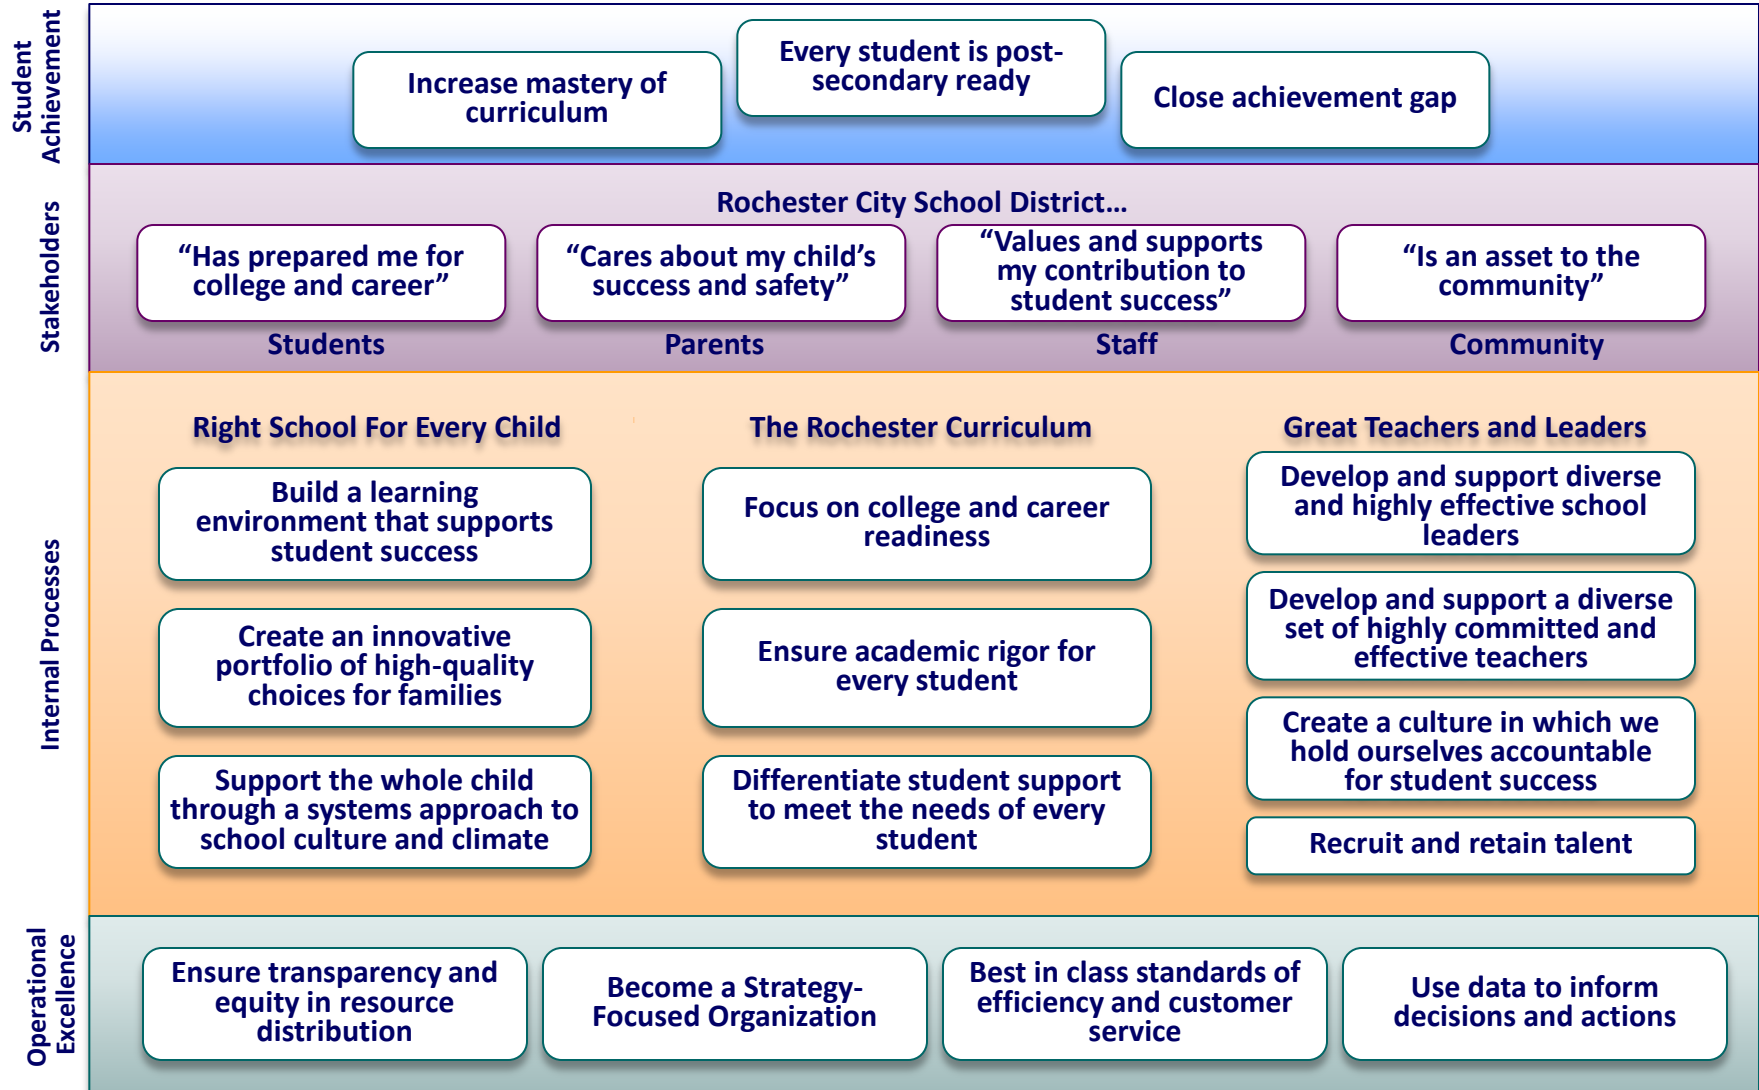 Student
Achievement
Increase mastery of
curriculum
Every student is post-
secondary ready
Close achievement gap
Stakeholders
Rochester City School District…
“Has prepared me for
college and career”
Students
“Cares about my child’s
success and safety”
Parents
“Values and supports
my contribution to
student success”
Staff
“Is an asset to the
community”
Community
Internal Processes
Right School For Every Child
Build a learning
environment that supports
student success
Create an innovative
portfolio of high-quality
choices for families
Support the whole child
through a systems approach to
school culture and climate
The Rochester Curriculum
Focus on college and career
readiness
Ensure academic rigor for
every student
Differentiate student support
to meet the needs of every
student
Great Teachers and Leaders
Develop and support diverse
and highly effective school
leaders
Develop and support a diverse
set of highly committed and
effective teachers
Create a culture in which we
hold ourselves accountable
for student success
Recruit and retain talent
Operational
Excellence
Ensure transparency and
equity in resource
distribution
Become a Strategy-
Focused Organization
Best in class standards of
efficiency and customer
service
Use data to inform
decisions and actions